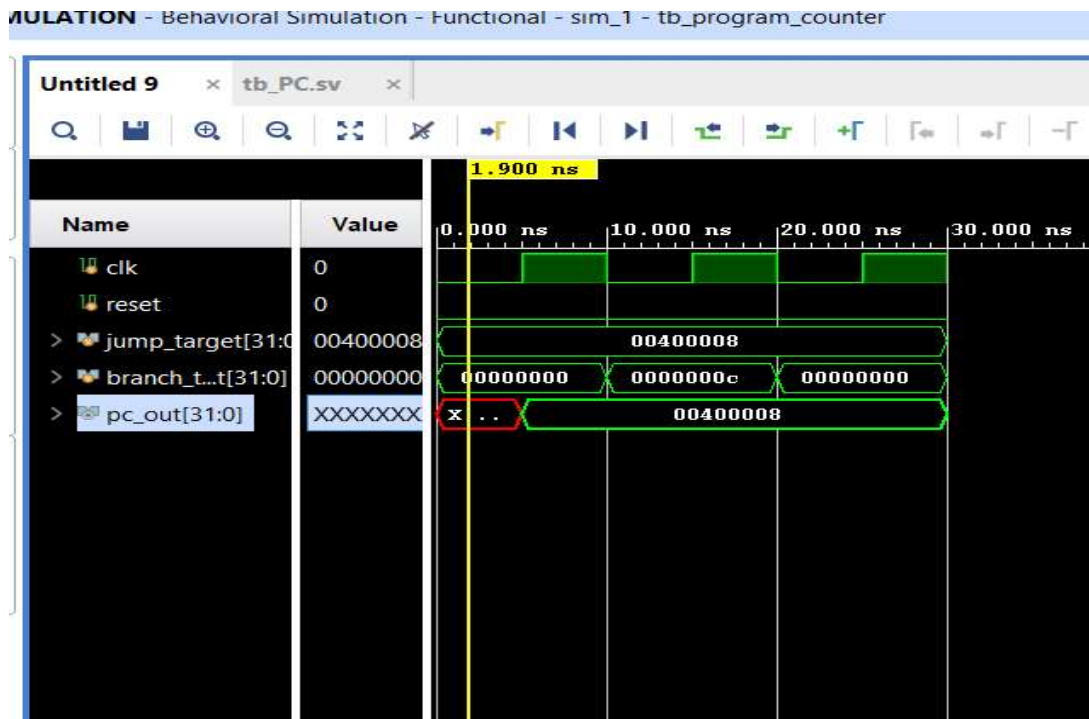 MULATION - Behavioral Simulation - Functional - sim_1 - tb_program_counter
Untitled 9 × tb_PC.sv ×
1.900 ns
Name Value 0.000 ns 10.000 ns 20.000 ns 30.000 ns
clk 0
reset 0
jump_target[31:0 00400008 00400008
branch_t...t[31:0] 00000000 00000000 0000000c 00000000
pc_out[31:0] XXXXXXX X .. 00400008